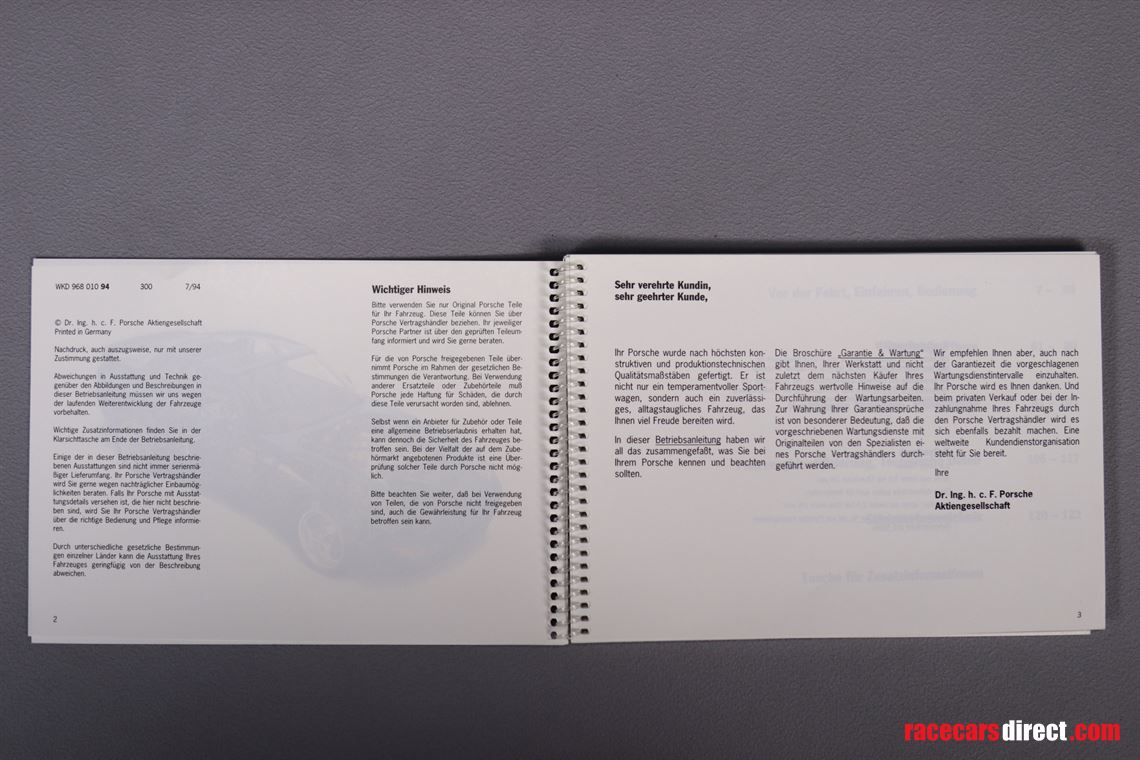 WKD 968 010 94 300 7/94
© Dr. Ing. h. c. F. Porsche Aktiengesellschaft
Printed in Germany
Nachdruck, auch auszugsweise, nur mit unserer
Zustimmung gestattet.
Abweichungen in Ausstattung und Technik ge-
genüber den Abbildungen und Beschreibungen in
dieser Betriebsanleitung müssen wir uns wegen
der laufenden Weiterentwicklung der Fahrzeuge
vorbehalten.
Wichtige Zusatzinformationen finden Sie in der
Klarsichttasche am Ende der Betriebsanleitung.
Einige der in dieser Betriebsanleitung beschrie-
benen Ausstattungen sind nicht immer serienmä-
ßiger Lieferumfang. Ihr Porsche Vertragshändler
wird Sie gerne wegen nachträglicher Einbaumög-
lichkeiten beraten. Falls Ihr Porsche mit Ausstat-
tungsdetails versehen ist, die hier nicht beschrie-
ben sind, wird Sie Ihr Porsche Vertragshändler
über die richtige Bedienung und Pflege informie-
ren.
Durch unterschiedliche gesetzliche Bestimmun-
gen einzelner Länder kann die Ausstattung Ihres
Fahrzeuges geringfügig von der Beschreibung
abweichen.
2
Wichtiger Hinweis
Bitte verwenden Sie nur Original Porsche Teile
für Ihr Fahrzeug. Diese Teile können Sie über
Porsche Vertragshändler beziehen. Ihr jeweiliger
Porsche Partner ist über den geprüften Teileum-
fang informiert und wird Sie gerne beraten.
Für die von Porsche freigegebenen Teile über-
nimmt Porsche im Rahmen der gesetzlichen Be-
stimmungen die Verantwortung. Bei Verwendung
anderer Ersatzteile oder Zubehörteile muß
Porsche jede Haftung für Schäden, die durch
diese Teile verursacht worden sind, ablehnen.
Selbst wenn ein Anbieter für Zubehör oder Teile
eine allgemeine Betriebserlaubnis erhalten hat,
kann dennoch die Sicherheit des Fahrzeuges be-
troffen sein. Bei der Vielfalt der auf dem Zube-
hörmarkt angebotenen Produkte ist eine Über-
prüfung solcher Teile durch Porsche nicht mög-
lich.
Bitte beachten Sie weiter, daß bei Verwendung
von Teilen, die von Porsche nicht freigegeben
sind, auch die Gewährleistung für Ihr Fahrzeug
betroffen sein kann.
Sehr verehrte Kundin,
sehr geehrter Kunde,
Ihr Porsche wurde nach höchsten kon-
struktiven und produktionstechnischen
Qualitätsmaßstäben gefertigt. Er ist
nicht nur ein temperamentvoller Sport-
wagen, sondern auch ein zuverlässi-
ges, alltagstaugliches Fahrzeug, das
Ihnen viel Freude bereiten wird.
In dieser Betriebsanleitung haben wir
all das zusammengefaßt, was Sie bei
Ihrem Porsche kennen und beachten
sollten.
Die Broschüre „Garantie & Wartung“
gibt Ihnen, Ihrer Werkstatt und nicht
zuletzt dem nächsten Käufer Ihres
Fahrzeugs wertvolle Hinweise auf die
Durchführung der Wartungsarbeiten.
Zur Wahrung Ihrer Garantieansprüche
ist von besonderer Bedeutung, daß die
vorgeschriebenen Wartungsdienste mit
Originalteilen von den Spezialisten ei-
nes Porsche Vertragshändlers durch-
geführt werden.
Wir empfehlen Ihnen aber, auch nach
der Garantiezeit die vorgeschlagenen
Wartungsdienstintervalle einzuhalten.
Ihr Porsche wird es Ihnen danken. Und
beim privaten Verkauf oder bei der In-
zahlungnahme Ihres Fahrzeugs durch
den Porsche Vertragshändler wird es
sich ebenfalls bezahlt machen. Eine
weltweite Kundendienstorganisation
steht für Sie bereit.
Ihre
Dr. Ing. h. c. F. Porsche
Aktiengesellschaft
3
Vor der Fahrt, Einfahren, Bedienung
Tasche für Zusatzinformationen
racecarsdirect.com